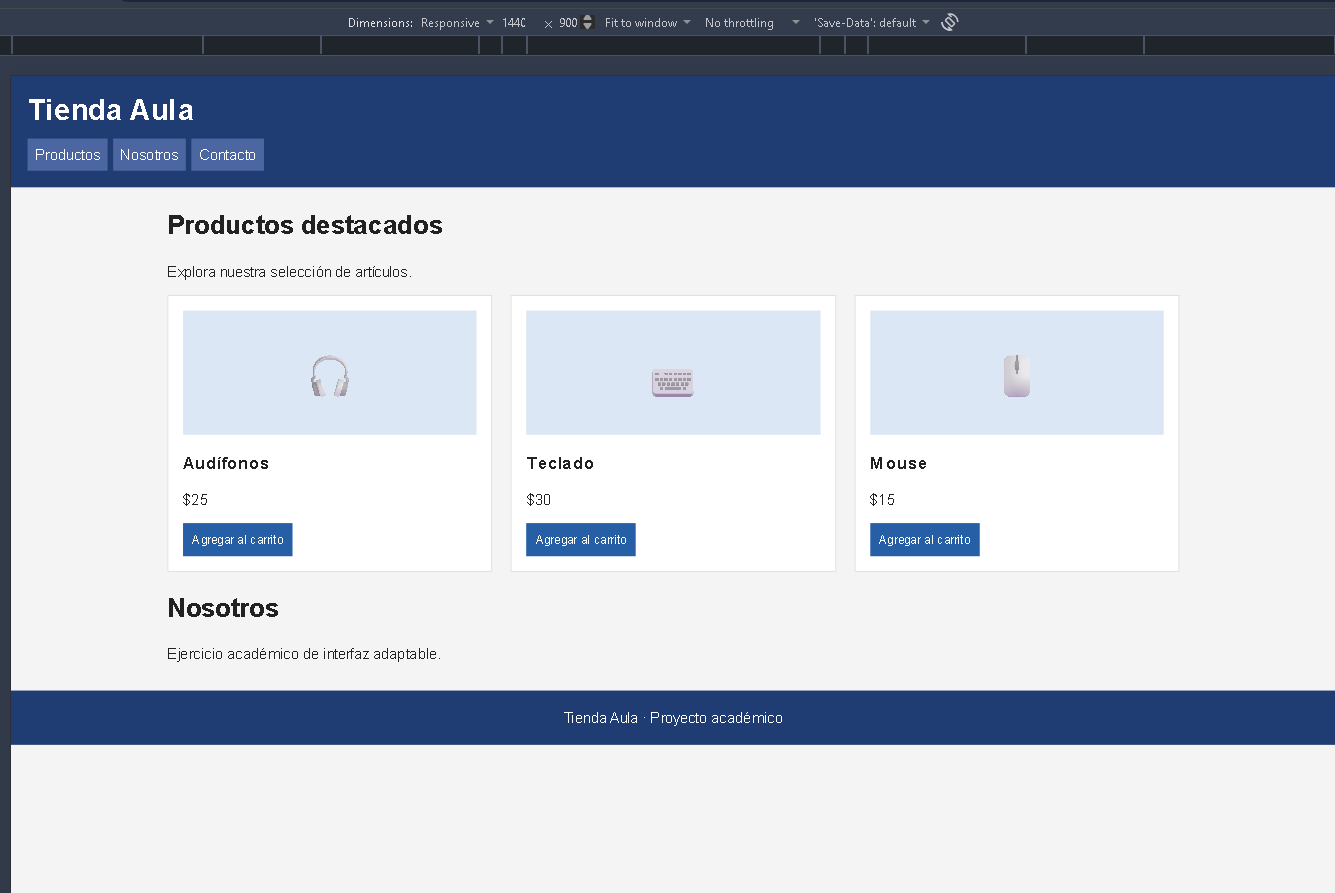 Dimensions: Responsive 1440 × 900 Fit to window No throttling 'Save-Data': default
Tienda Aula
Productos Nosotros Contacto
Productos destacados
Explora nuestra selección de artículos.
Audífonos Teclado Mouse
$25 $30 $15
Agregar al carrito Agregar al carrito Agregar al carrito
Nosotros
Ejercicio académico de interfaz adaptable.
Tienda Aula · Proyecto académico